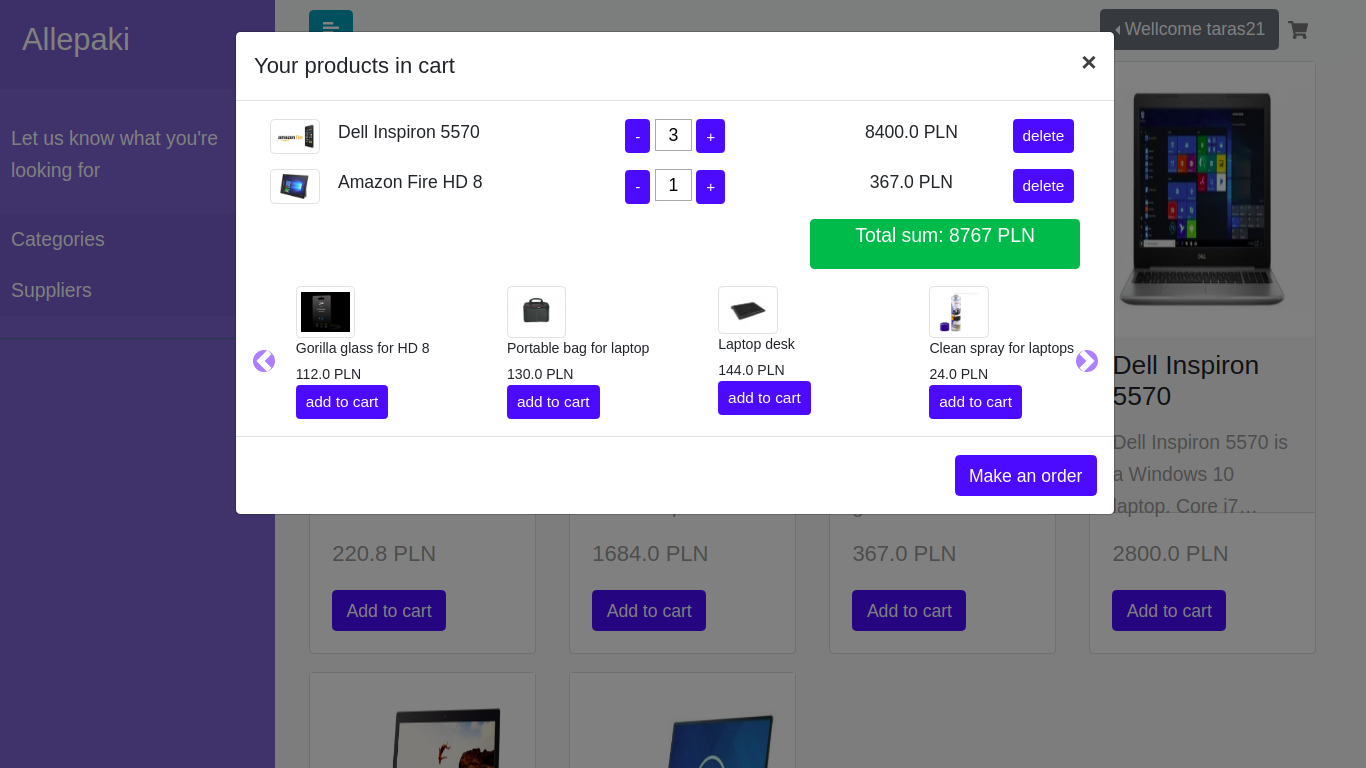 Allepaki
Wellcome taras21
Your products in cart
×
Let us know what you're
looking for
Categories
Suppliers
Dell Inspiron 5570
-
3
+
8400.0 PLN
delete
Amazon Fire HD 8
-
1
+
367.0 PLN
delete
Total sum: 8767 PLN
Gorilla glass for HD 8
112.0 PLN
add to cart
Portable bag for laptop
130.0 PLN
add to cart
Laptop desk
144.0 PLN
add to cart
Clean spray for laptops
24.0 PLN
add to cart
Make an order
Dell Inspiron
5570
Dell Inspiron 5570 is
a Windows 10
laptop. Core i7…
220.8 PLN
1684.0 PLN
367.0 PLN
2800.0 PLN
Add to cart
Add to cart
Add to cart
Add to cart